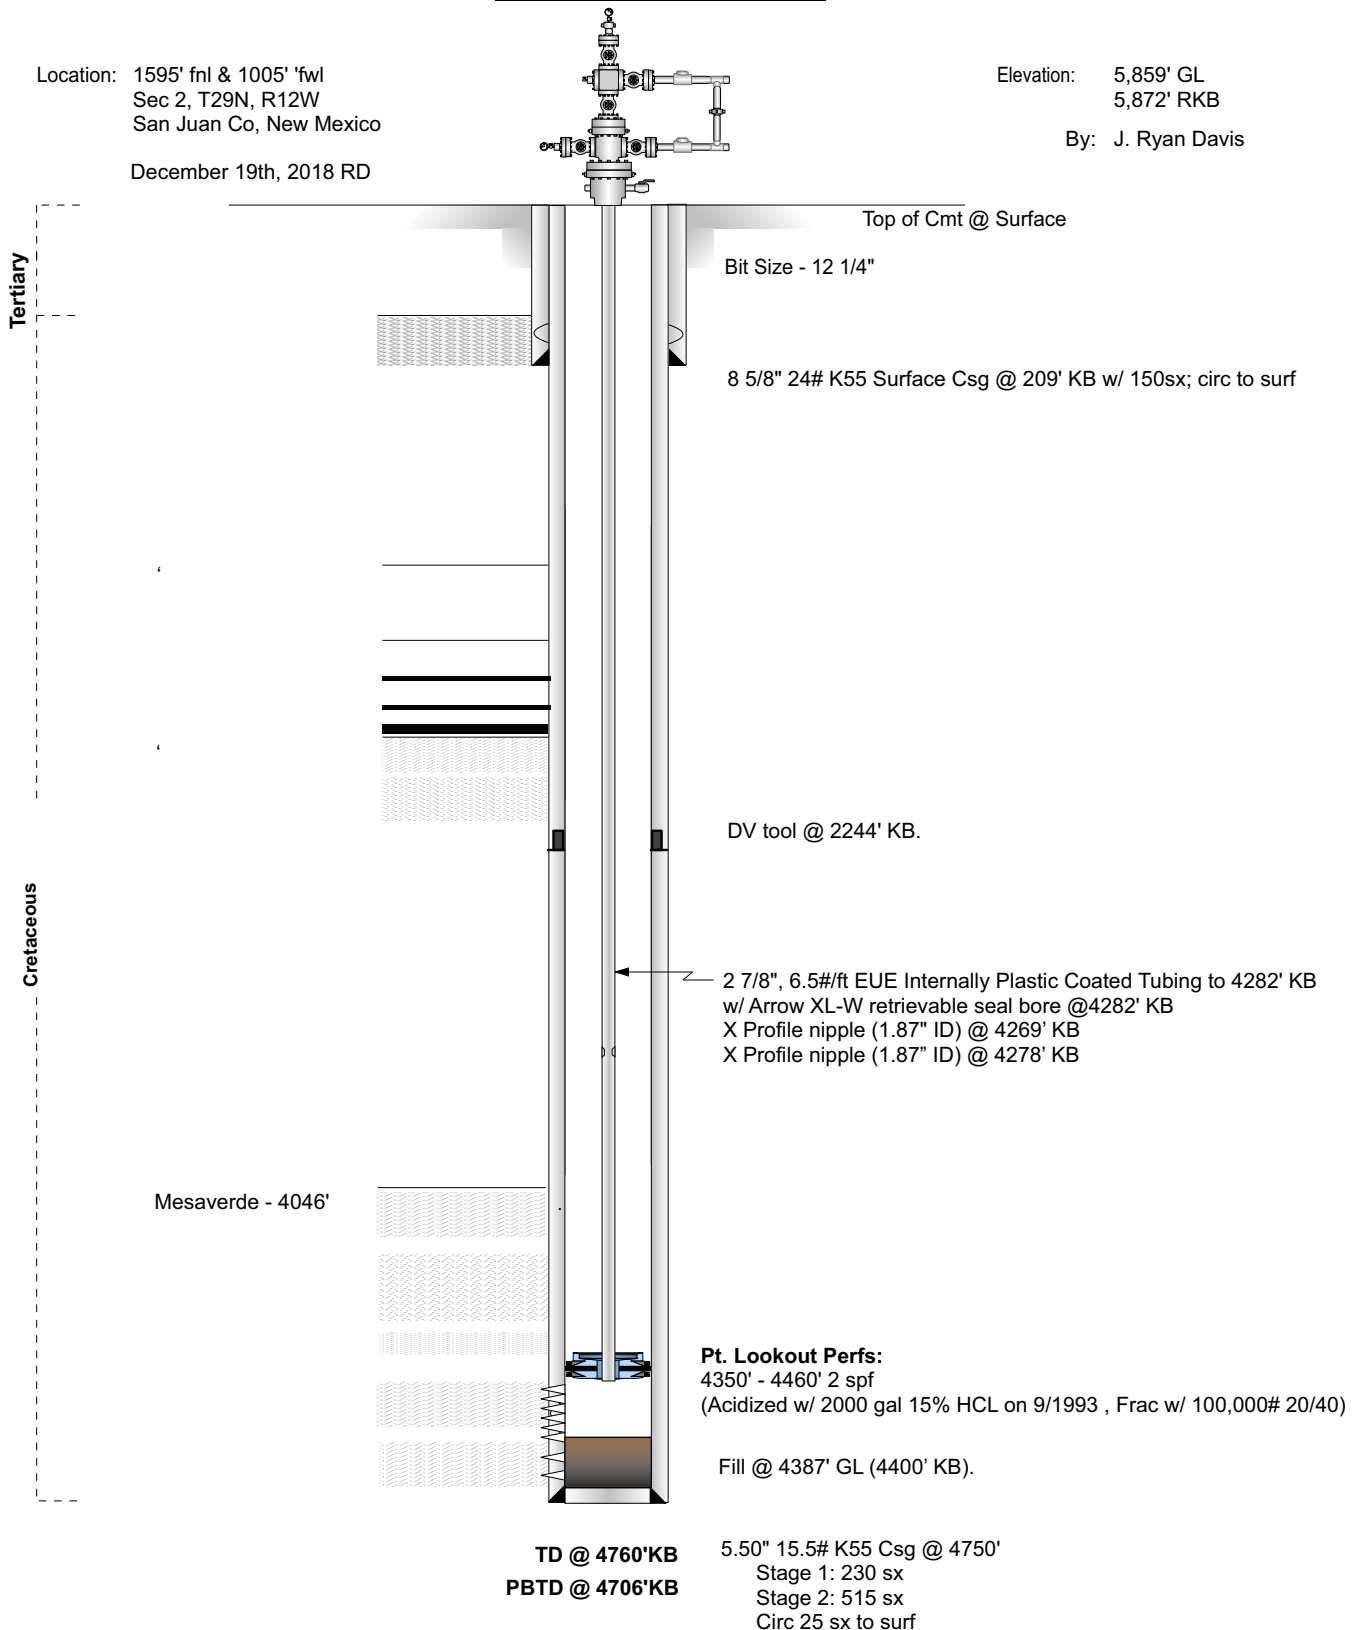 Location: 1595' fnl & 1005' 'fwl
Sec 2, T29N, R12W
San Juan Co, New Mexico
December 19th, 2018 RD
Elevation: 5,859' GL
5,872' RKB
By: J. Ryan Davis
Top of Cmt @ Surface
Bit Size - 12 1/4"
Tertiary
8 5/8" 24# K55 Surface Csg @ 209' KB w/ 150sx; circ to surf
‘
‘
DV tool @ 2244' KB.
Cretaceous
2 7/8", 6.5#/ft EUE Internally Plastic Coated Tubing to 4282' KB
w/ Arrow XL-W retrievable seal bore @4282' KB
X Profile nipple (1.87" ID) @ 4269’ KB
X Profile nipple (1.87” ID) @ 4278’ KB
Mesaverde - 4046'
Pt. Lookout Perfs:
4350' - 4460' 2 spf
(Acidized w/ 2000 gal 15% HCL on 9/1993 , Frac w/ 100,000# 20/40)
Fill @ 4387' GL (4400’ KB).
TD @ 4760'KB
PBTD @ 4706'KB
5.50" 15.5# K55 Csg @ 4750'
Stage 1: 230 sx
Stage 2: 515 sx
Circ 25 sx to surf